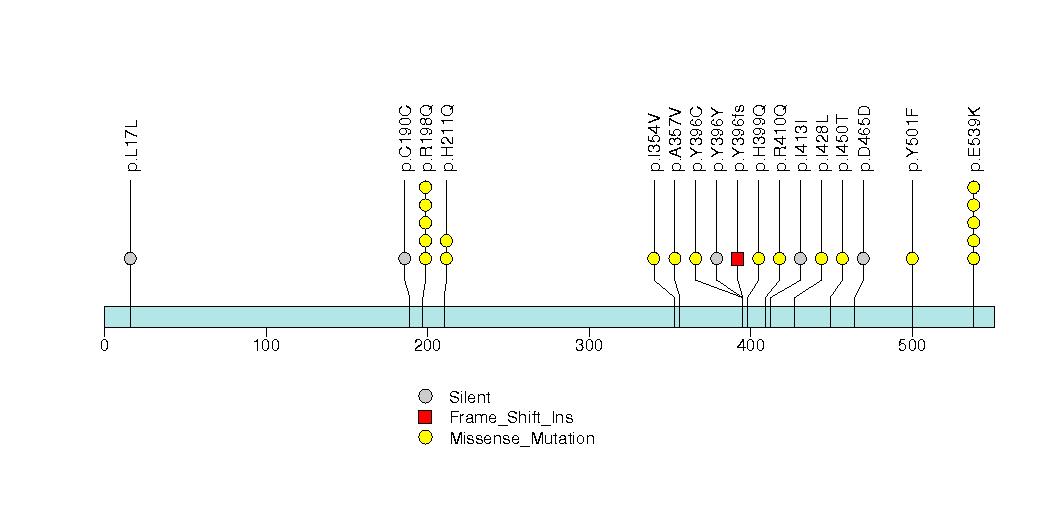 p.L17L
p.C190C
p.R198Q
p.H211Q
p.I354V
p.A357V
p.Y396C
p.Y396Y
p.Y396fs
p.H399Q
p.R410Q
p.I413I
p.I428L
p.I450T
p.D465D
p.Y501F
p.E539K
0 100 200 300 400 500
Silent
Frame_Shift_Ins
Missense_Mutation